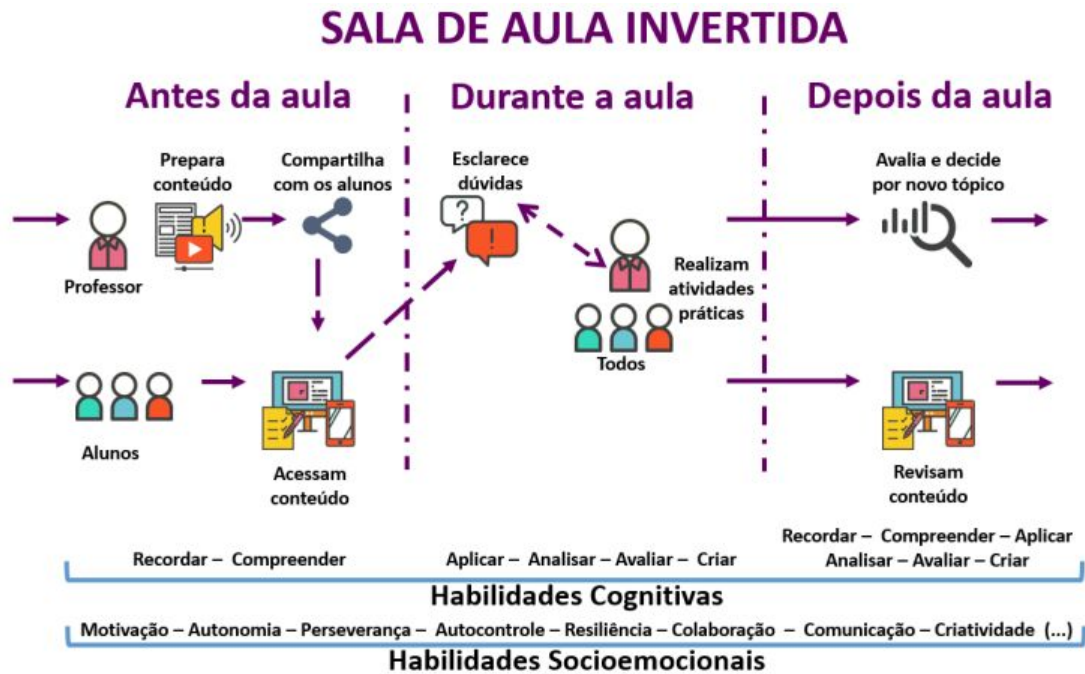 SALA DE AULA INVERTIDA
Antes da aula
Durante a aula
Depois da aula
Prepara
conteúdo
Compartilha
com os alunos
Professor
Alunos
Acessam
conteúdo
Esclarece
dúvidas
Realizam
atividades
práticas
Todos
Avalia e decide
por novo tópico
Revisam
conteúdo
Recordar – Compreender
Aplicar – Analisar – Avaliar – Criar
Recordar – Compreender – Aplicar
Analisar – Avaliar – Criar
Habilidades Cognitivas
Motivação – Autonomia – Perseverança – Autocontrole – Resiliência – Colaboração – Comunicação – Criatividade (...)
Habilidades Socioemocionais